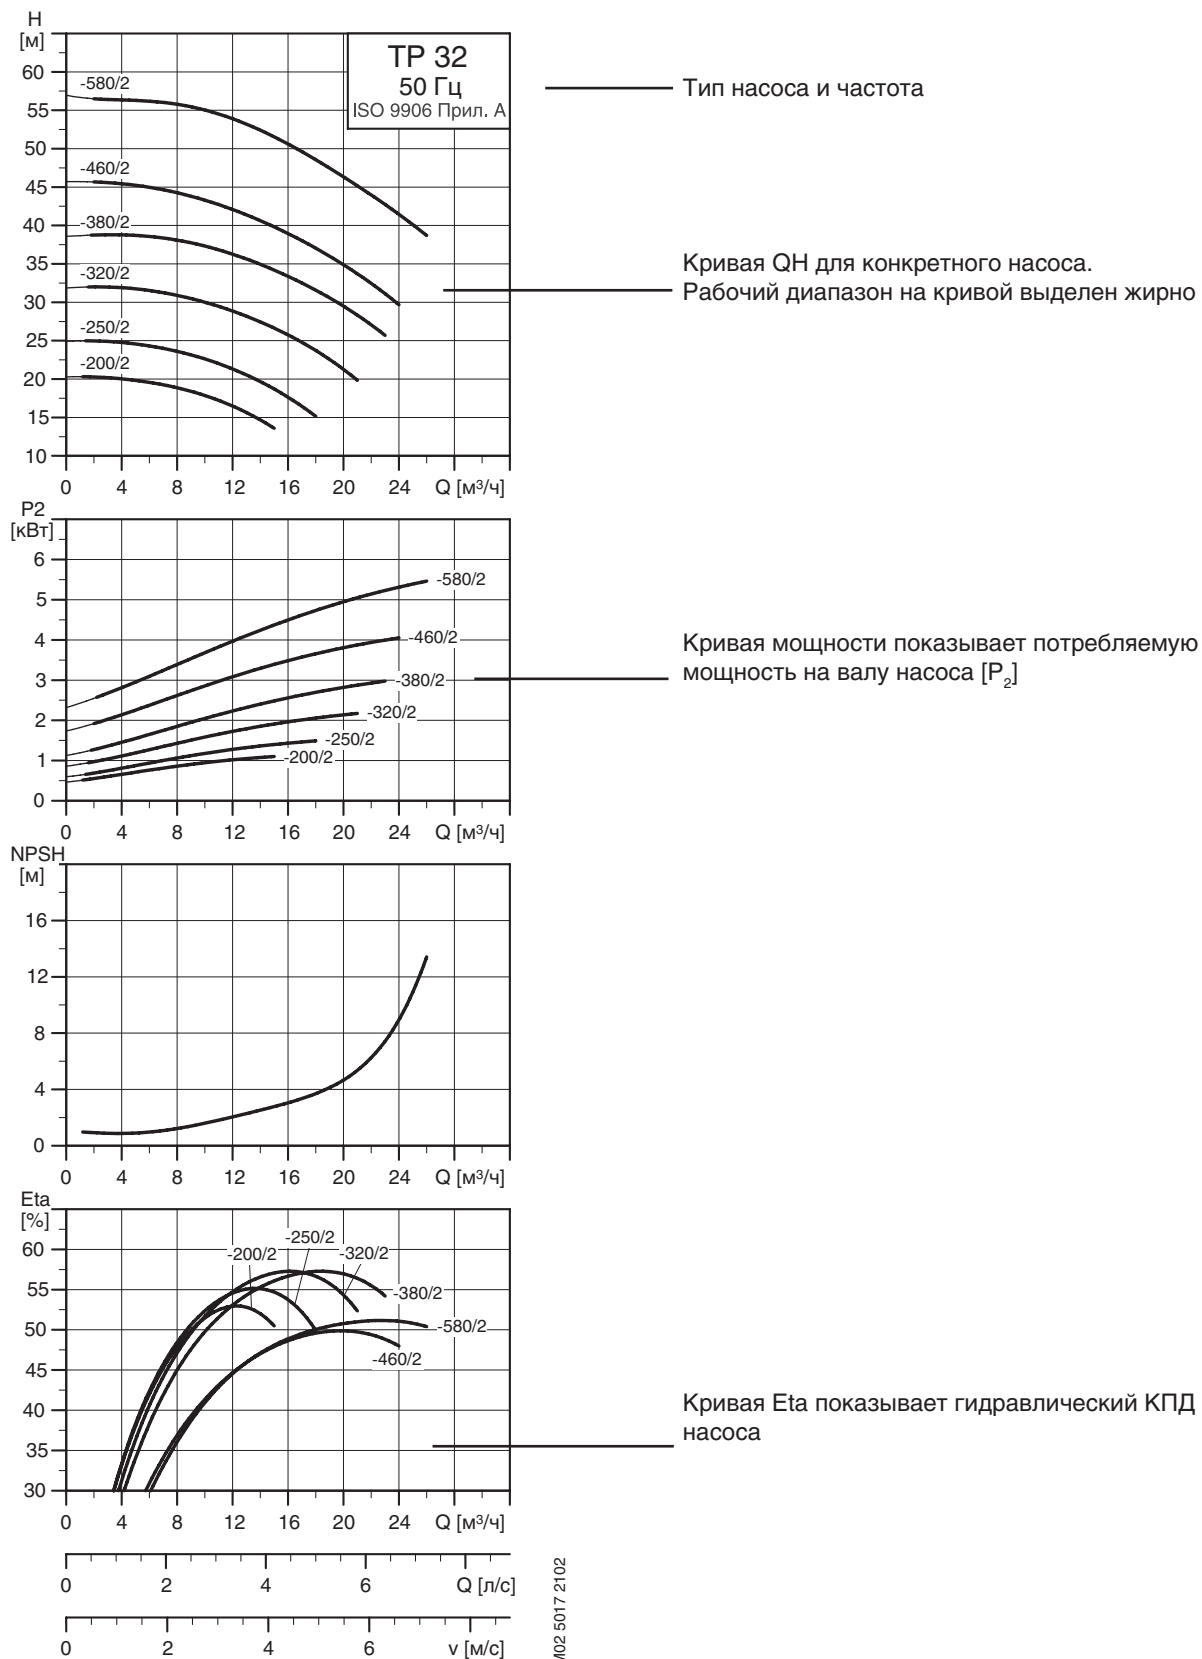 H
[м]
TP 32
50 Гц
ISO 9906 Прил. А
Тип насоса и частота
60
-580/2
55
50
-460/2
45
40
-380/2
Кривая QH для конкретного насоса.
Рабочий диапазон на кривой выделен жирно
35
-320/2
30
-250/2
25
-200/2
20
15
10
0 4 8 12 16 20 24 Q [м³/ч]
P2
[кВт]
6
-580/2
5
4
-460/2
Кривая мощности показывает потребляемую
мощность на валу насоса [P₂]
3
-380/2
-320/2
2
-250/2
1
-200/2
0
0 4 8 12 16 20 24 Q [м³/ч]
NPSH
[м]
16
12
8
4
0
0 4 8 12 16 20 24 Q [м³/ч]
Eta
[%]
-250/2
60
-200/2
-320/2
55
-380/2
50
-580/2
-460/2
45
40
Кривая Eta показывает гидравлический КПД
насоса
35
30
0 4 8 12 16 20 24 Q [м³/ч]
0 2 4 6 Q [л/с]
0 2 4 6 v [м/с]
5017 2102